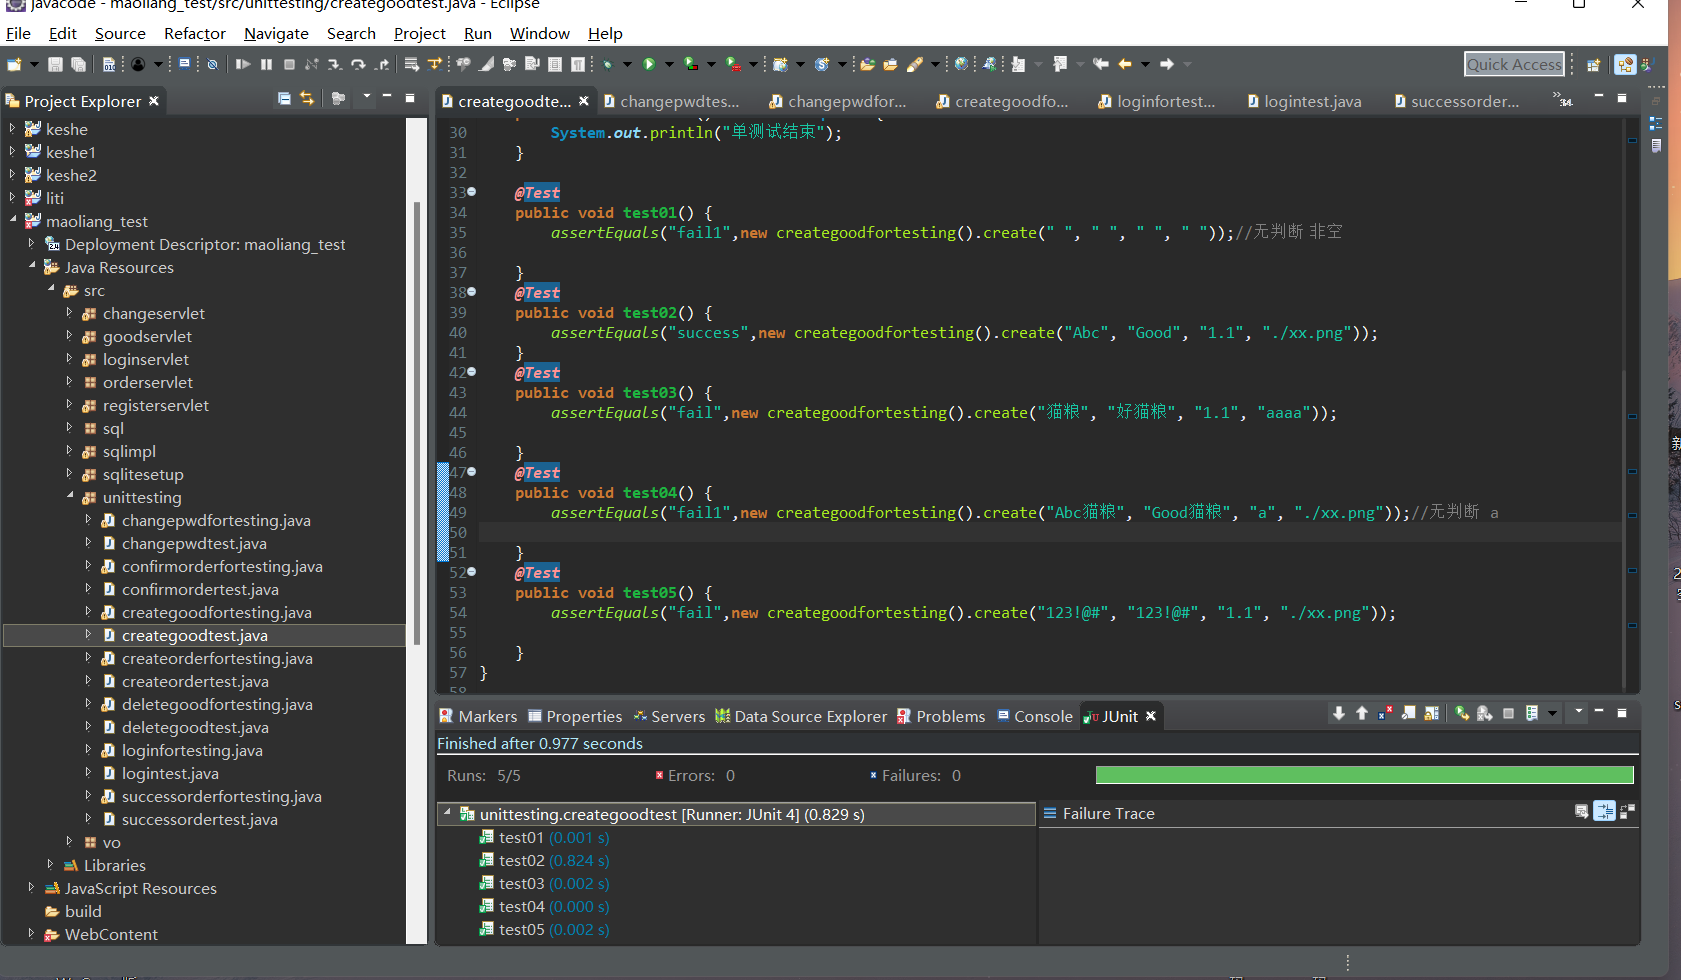 javacode - maoliang_test/src/unittesting/creategoodtest.java - Eclipse
File Edit Source Refactor Navigate Search Project Run Window Help
Quick Access
Project Explorer
creategoodte... changepwdtes... changepwdfor... creategoodfo... loginfortest... logintest.java successorder... 34
keshe
keshe1
keshe2
liti
maoliang_test
Deployment Descriptor: maoliang_test
Java Resources
src
changeservlet
goodservlet
loginservlet
orderservlet
registerservlet
sql
sqlimpl
sqlitesetup
unittesting
changepwdfortesting.java
changepwdtest.java
confirmorderfortesting.java
confirmordertest.java
creategoodfortesting.java
creategoodtest.java
createorderfortesting.java
createordertest.java
deletegoodfortesting.java
deletegoodtest.java
loginfortesting.java
logintest.java
successorderfortesting.java
successordertest.java
vo
Libraries
JavaScript Resources
build
WebContent
30 System.out.println("单测试结束");
31 }
32
33 @Test
34 public void test01() {
35 assertEquals("fail1",new creategoodfortesting().create(" ", " ", " ", " "));//无判断 非空
36
37 }
38 @Test
39 public void test02() {
40 assertEquals("success",new creategoodfortesting().create("Abc", "Good", "1.1", "./xx.png"));
41 }
42 @Test
43 public void test03() {
44 assertEquals("fail",new creategoodfortesting().create("猫粮", "好猫粮", "1.1", "aaaa"));
45
46 }
47 @Test
48 public void test04() {
49 assertEquals("fail1",new creategoodfortesting().create("Abc猫粮", "Good猫粮", "a", "./xx.png"));//无判断 a
50
51 }
52 @Test
53 public void test05() {
54 assertEquals("fail",new creategoodfortesting().create("123!@#", "123!@#", "1.1", "./xx.png"));
55
56 }
57 }
58
Markers Properties Servers Data Source Explorer Problems Console JUnit
Finished after 0.977 seconds
Runs: 5/5 Errors: 0 Failures: 0
unittesting.creategoodtest [Runner: JUnit 4] (0.829 s)
test01 (0.001 s)
test02 (0.824 s)
test03 (0.002 s)
test04 (0.000 s)
test05 (0.002 s)
Failure Trace